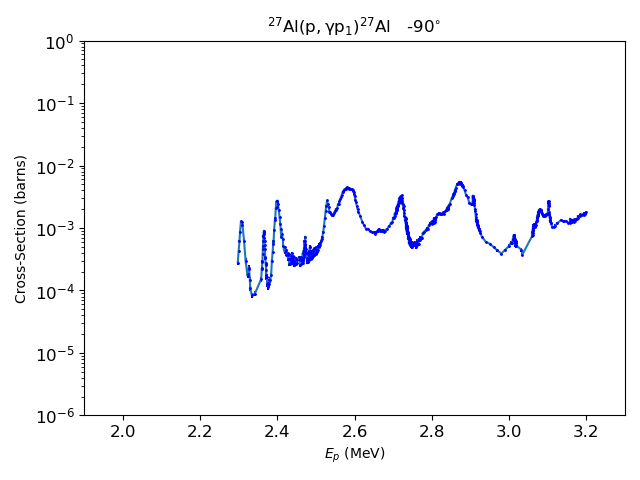 ²⁷Al(p, γp₁)²⁷Al -90°
Cross-Section (barns)
10⁰
10⁻¹
10⁻²
10⁻³
10⁻⁴
10⁻⁵
10⁻⁶
2.0 2.2 2.4 2.6 2.8 3.0 3.2
Eₚ (MeV)